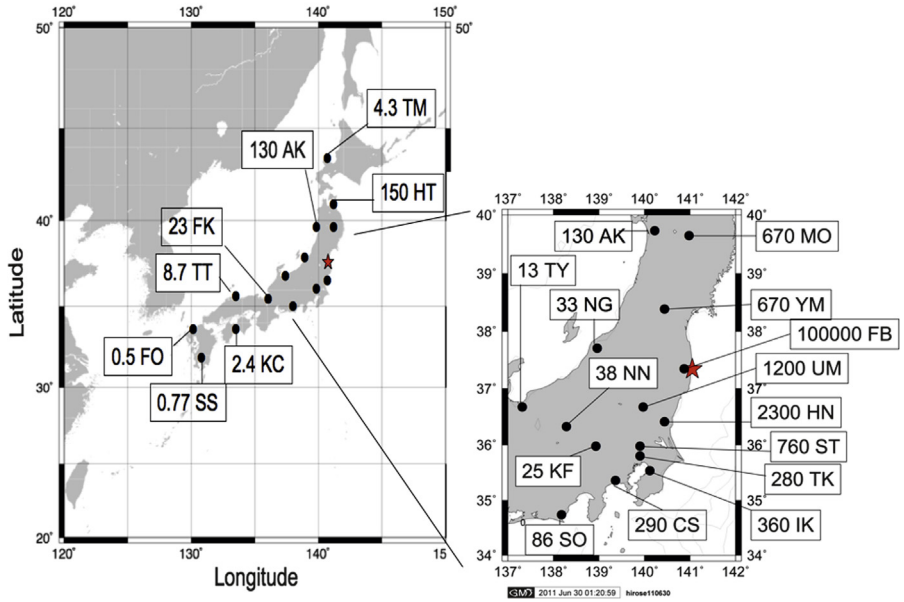 120° 130° 140° 150°
50°
50°
4.3 TM
130 AK
150 HT
23 FK
8.7 TT
0.5 FO
2.4 KC
0.77 SS
40°
30°
20°
120° 130° 140° 150°
Latitude
Longitude
137° 138° 139° 140° 141° 142°
40°
40°
130 AK
670 MO
13 TY
39°
39°
33 NG
670 YM
38°
38°
100000 FB
38 NN
1200 UM
37°
37°
2300 HN
36°
36°
760 ST
25 KF
280 TK
35°
35°
290 CS
360 IK
86 SO
34°
34°
137° 138° 139° 140° 141° 142°
GMD 2011 Jun 30 01:20:59 hirose110630